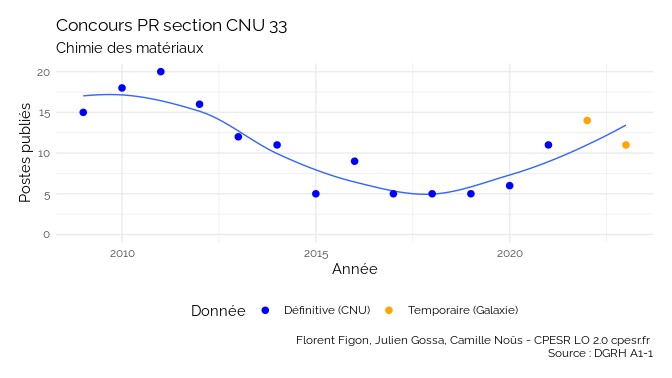 Concours PR section CNU 33
Chimie des matériaux
Postes publiés
20
15
10
5
0
2010
2015
2020
Année
Donnée
Définitive (CNU)
Temporaire (Galaxie)
Florent Figon, Julien Gossa, Camille Noûs - CPESR LO 2.0 cpesr.fr
Source : DGRH A1-1